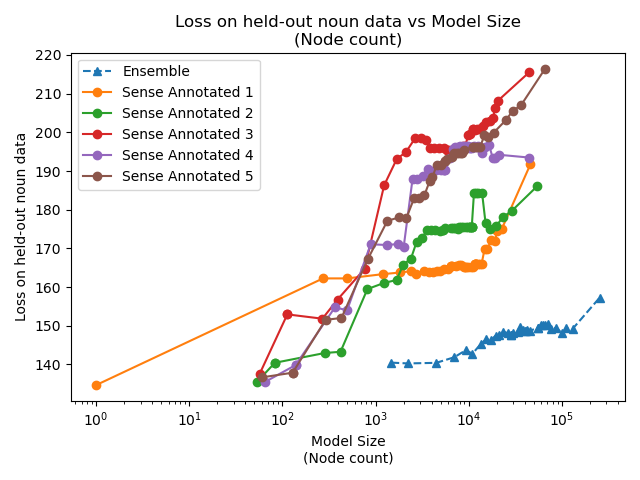 Loss on held-out noun data vs Model Size
(Node count)
Loss on held-out noun data
220
210
200
190
180
170
160
150
140
Ensemble
Sense Annotated 1
Sense Annotated 2
Sense Annotated 3
Sense Annotated 4
Sense Annotated 5
10⁰ 10¹ 10² 10³ 10⁴ 10⁵
Model Size
(Node count)